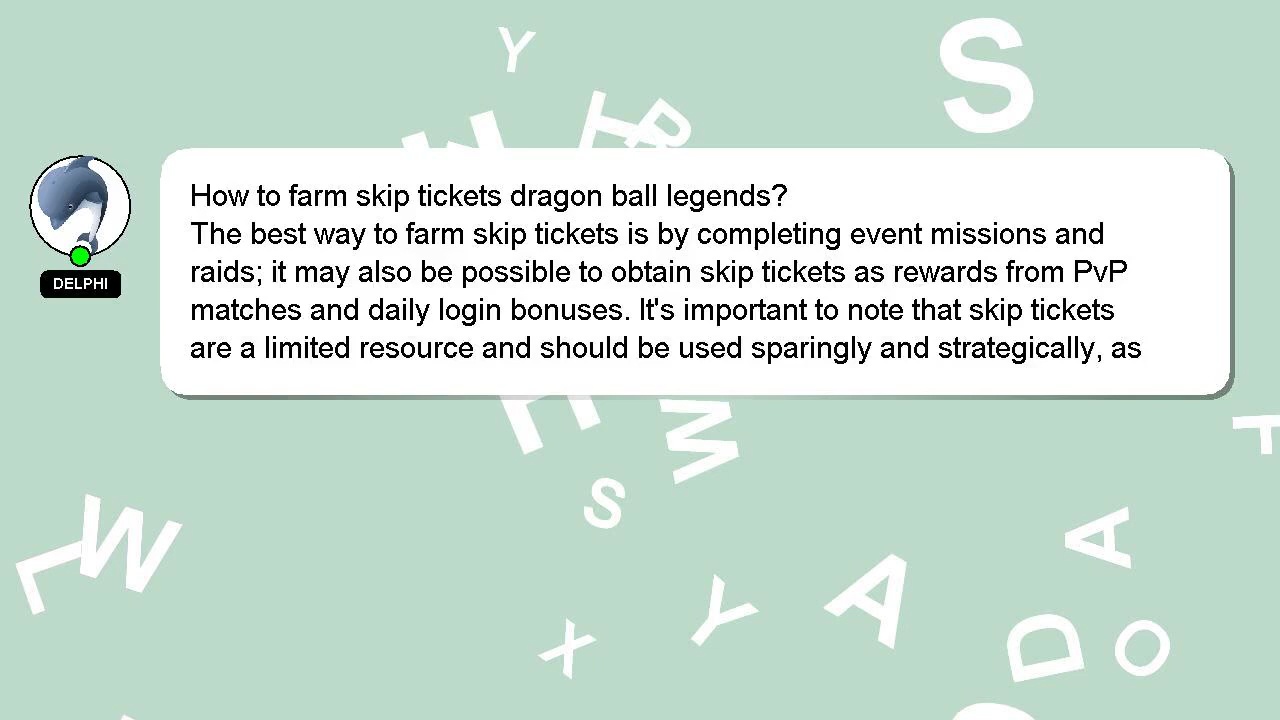 Y
S
W
T
R
How to farm skip tickets dragon ball legends?
The best way to farm skip tickets is by completing event missions and
raids; it may also be possible to obtain skip tickets as rewards from PvP
matches and daily login bonuses. It's important to note that skip tickets
are a limited resource and should be used sparingly and strategically, as
DELPHI
H
W
S
W
L
A
A
Y
X
D
O